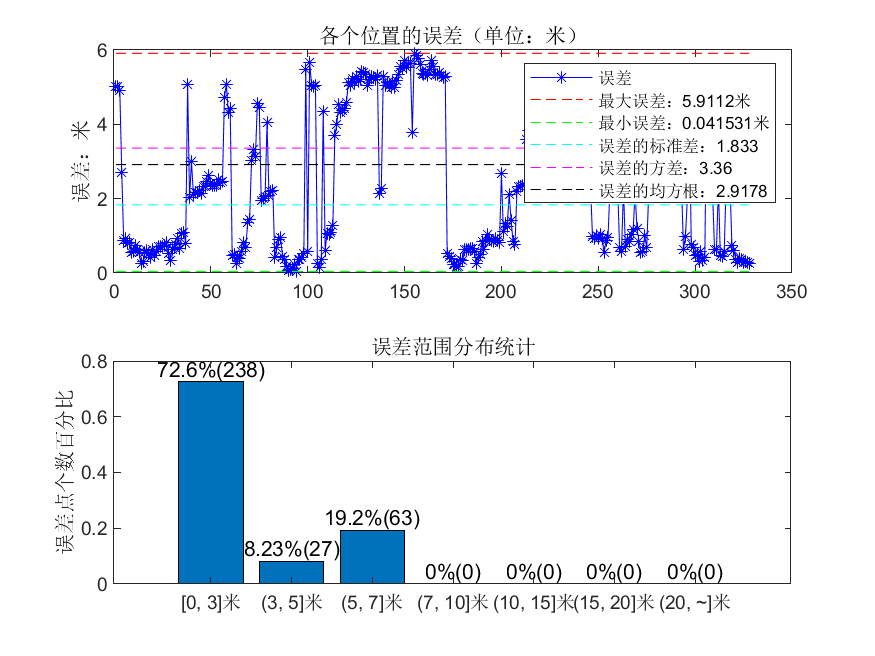 各个位置的误差（单位：米）
误差：米
6
4
2
0
0 50 100 150 200 250 300 350
误差
最大误差：5.9112米
最小误差：0.041531米
误差的标准差：1.833
误差的方差：3.36
误差的均方根：2.9178
误差范围分布统计
误差点个数百分比
0.8
0.6
0.4
0.2
0
72.6%(238)
8.23%(27)
19.2%(63)
0%(0) 0%(0) 0%(0) 0%(0)
[0, 3]米 (3, 5]米 (5, 7]米 (7, 10]米 (10, 15]米 (15, 20]米 (20, ~]米